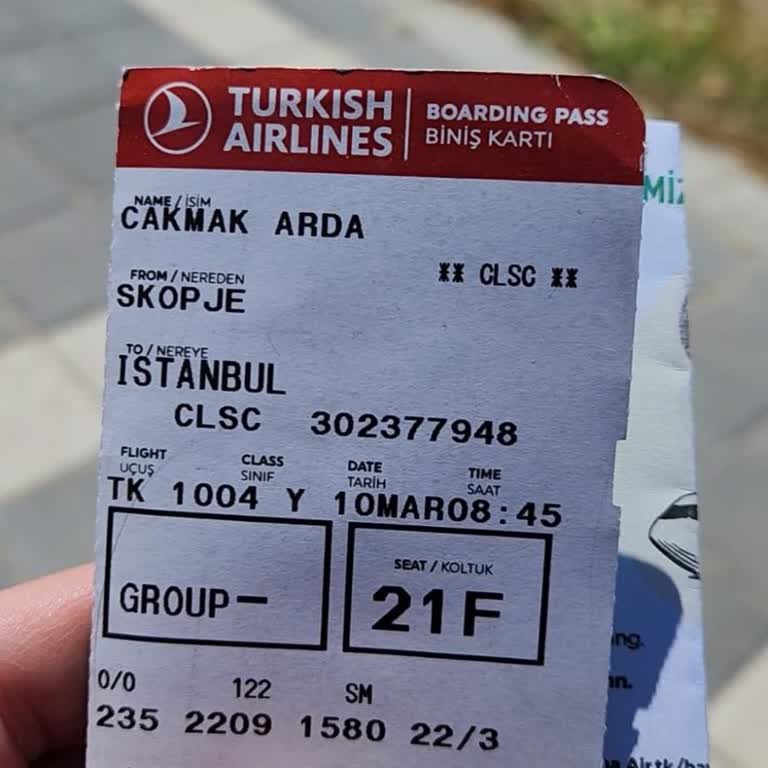 TURKISH
AIRLINES
BOARDING PASS
BİNİŞ KARTI
NAME / İSİM
CAKMAK ARDA
** CLSC **
FROM / NEREDEN
SKOPJE
TO / NEREYE
ISTANBUL
CLSC 302377948
FLIGHT CLASS DATE TIME
UÇUŞ SINIF TARİH SAAT
TK 1004 Y 10MAR08:45
SEAT / KOLTUK
GROUP- 21F
0/0 122 SM
235 2209 1580 22/3